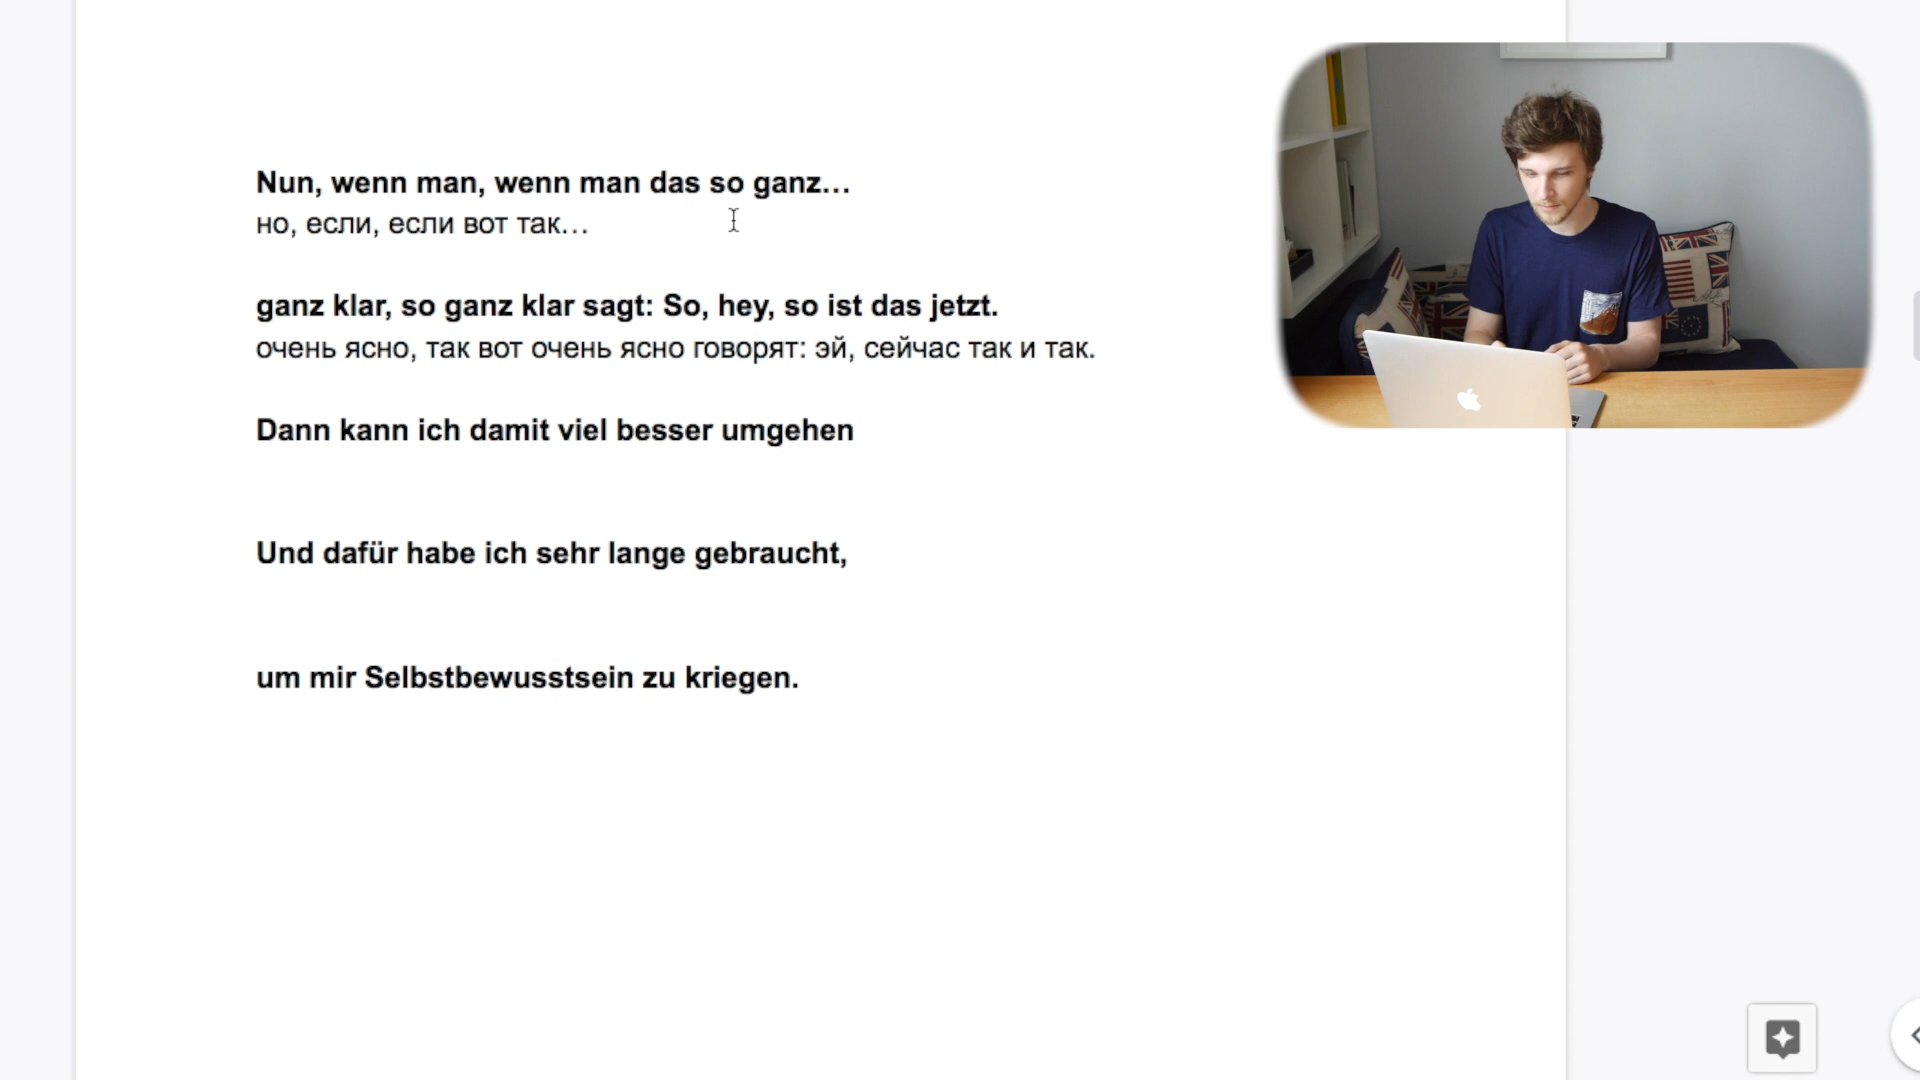 Nun, wenn man, wenn man das so ganz…
но, если, если вот так…
ganz klar, so ganz klar sagt: So, hey, so ist das jetzt.
очень ясно, так вот очень ясно говорят: эй, сейчас так и так.
Dann kann ich damit viel besser umgehen
Und dafür habe ich sehr lange gebraucht,
um mir Selbstbewusstsein zu kriegen.